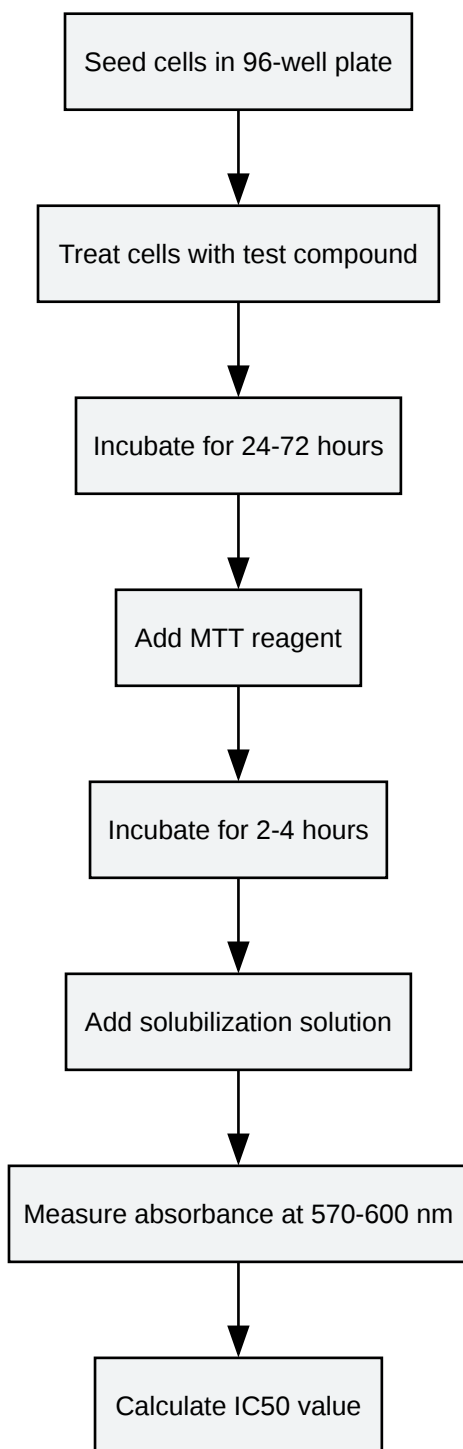 Seed cells in 96-well plate
Treat cells with test compound
Incubate for 24-72 hours
Add MTT reagent
Incubate for 2-4 hours
Add solubilization solution
Measure absorbance at 570-600 nm
Calculate IC50 value